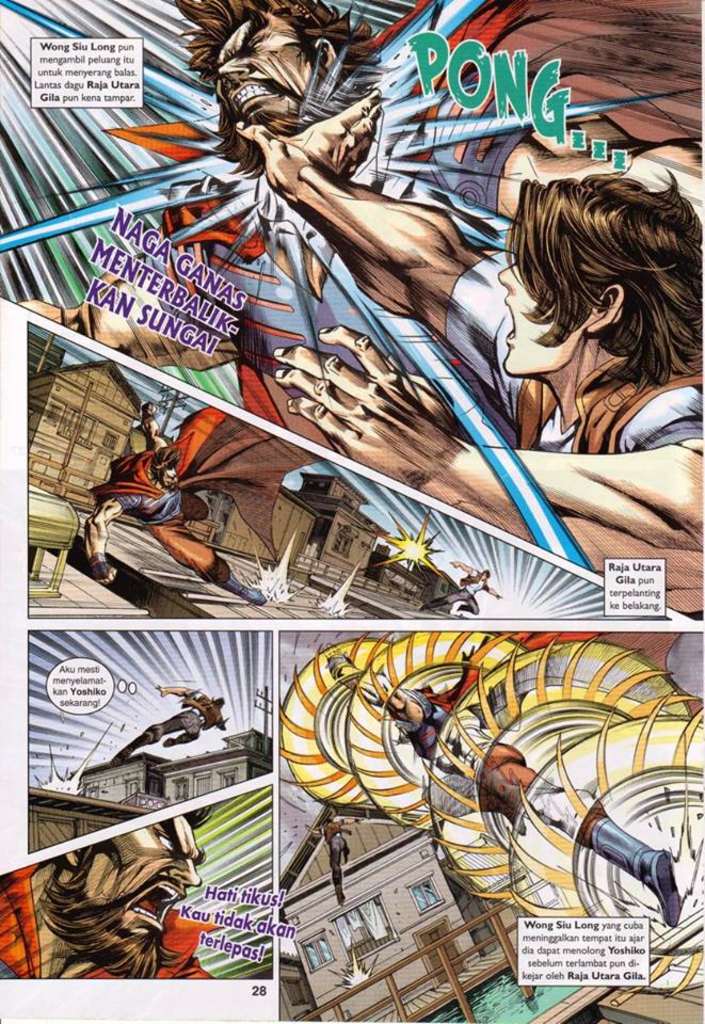 Wong Siu Long pun
mengambil peluang itu
untuk menyerang balas.
Lantas dagu Raja Utara
Gila pun kena tampar.
PONG...
NAGA GANAS
MENTERBALIK-
KAN SUNGAI
Raja Utara
Gila pun
terpelanting
ke belakang.
Aku mesti
menyelamat-
kan Yoshiko
sekarang!
Hati tikus!
Kau tidak akan
terlepas!
Wong Siu Long yang cuba
meninggalkan tempat itu ajar
dia dapat menolong Yoshiko
sebelum terlambat pun di-
kejar oleh Raja Utara Gila.
28